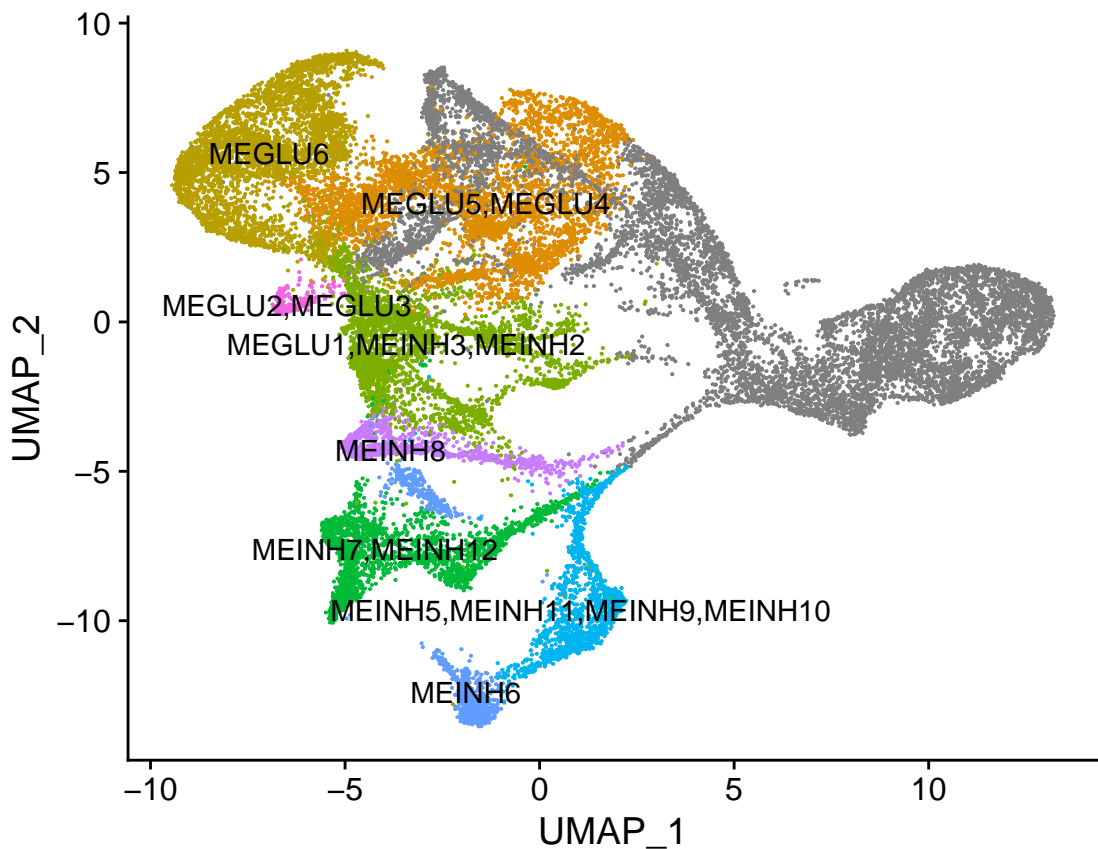 10
5
0
−5
−10
UMAP_2
MEGLU6
MEGLU5,MEGLU4
MEGLU2,MEGLU3
MEGLU1,MEINH3,MEINH2
MEINH8
MEINH7,MEINH12
MEINH5,MEINH11,MEINH9,MEINH10
MEINH6
−10 −5 0 5 10
UMAP_1